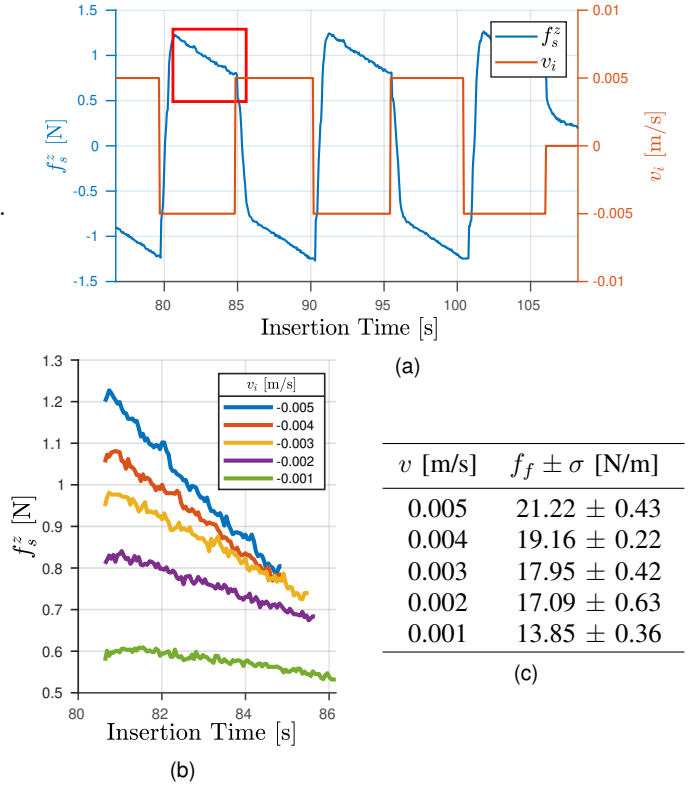 1.5
1
0.5
0
-0.5
-1
-1.5
f_s^z [N]
0.01
0.005
0
-0.005
-0.01
v_i [m/s]
f_s^z
v_i
80 85 90 95 100 105
Insertion Time [s]
(a)
1.3
1.2
1.1
1
0.9
0.8
0.7
0.6
0.5
f_s^z [N]
v_i [m/s]
-0.005
-0.004
-0.003
-0.002
-0.001
80 82 84 86
Insertion Time [s]
(b)
v [m/s] f_f ± σ [N/m]
0.005 21.22 ± 0.43
0.004 19.16 ± 0.22
0.003 17.95 ± 0.42
0.002 17.09 ± 0.63
0.001 13.85 ± 0.36
(c)